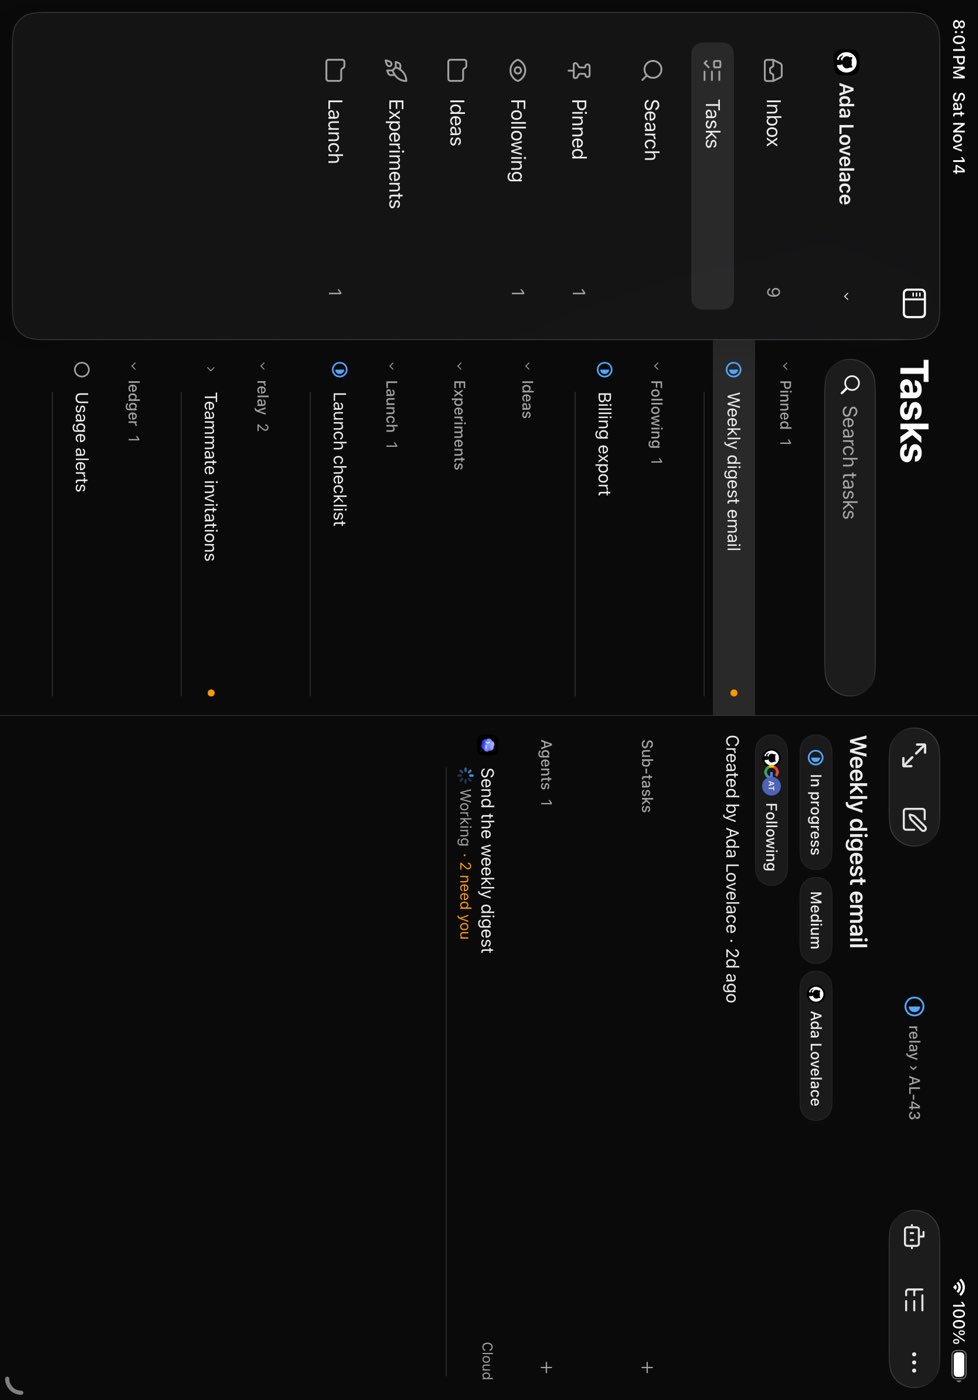 8:01 PM Sat Nov 14
100%
Ada Lovelace
Inbox 9
Tasks
Search
Pinned 1
Following 1
Ideas
Experiments
Launch 1
Tasks
Search tasks
Pinned 1
Weekly digest email
Following 1
Billing export
Ideas
Experiments
Launch 1
Launch checklist
relay 2
Teammate invitations
ledger 1
Usage alerts
relay › AL-43
Weekly digest email
In progress Medium Ada Lovelace
G AT Following
Created by Ada Lovelace · 2d ago
Sub-tasks
Agents 1
Send the weekly digest Cloud
Working · 2 need you